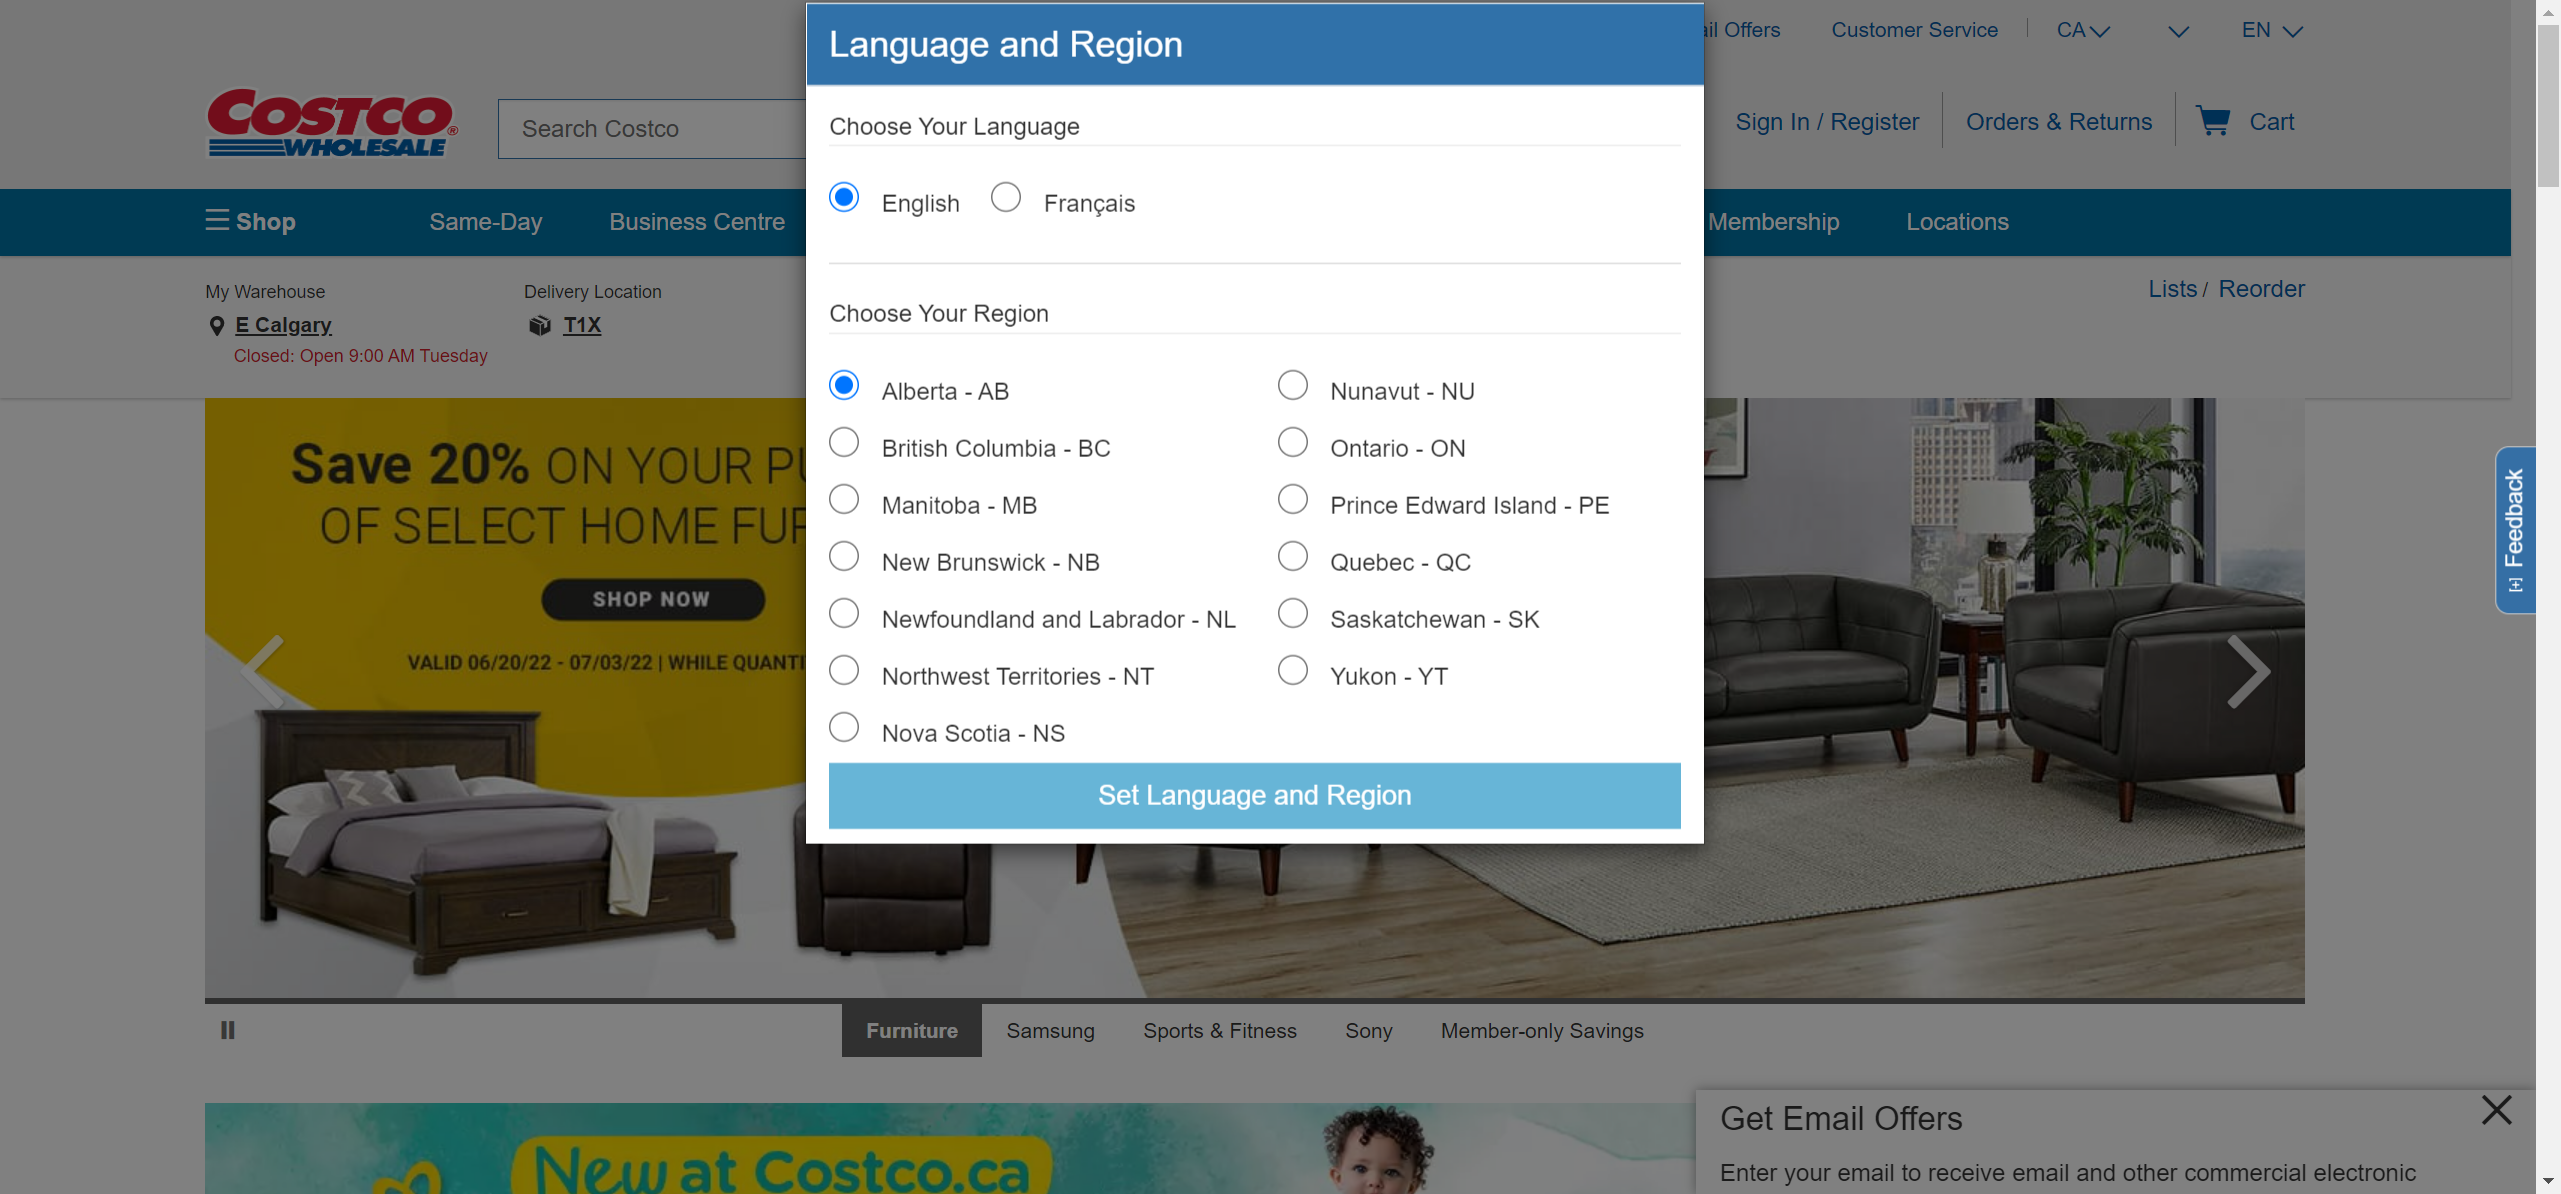 Language and Region
il Offers
Customer Service
CA
EN
COSTCO
WHOLESALE
Search Costco
Sign In / Register
Orders & Returns
Cart
Shop
Same-Day
Business Centre
Membership
Locations
My Warehouse
E Calgary
Closed: Open 9:00 AM Tuesday
Delivery Location
T1X
Lists / Reorder
Choose Your Language
English
Français
Choose Your Region
Alberta - AB
British Columbia - BC
Manitoba - MB
New Brunswick - NB
Newfoundland and Labrador - NL
Northwest Territories - NT
Nova Scotia - NS
Nunavut - NU
Ontario - ON
Prince Edward Island - PE
Quebec - QC
Saskatchewan - SK
Yukon - YT
Set Language and Region
Save 20% ON YOUR PU
OF SELECT HOME FUR
SHOP NOW
VALID 06/20/22 - 07/03/22 | WHILE QUANTI
[+] Feedback
Furniture
Samsung
Sports & Fitness
Sony
Member-only Savings
New at Costco.ca
Get Email Offers
Enter your email to receive email and other commercial electronic